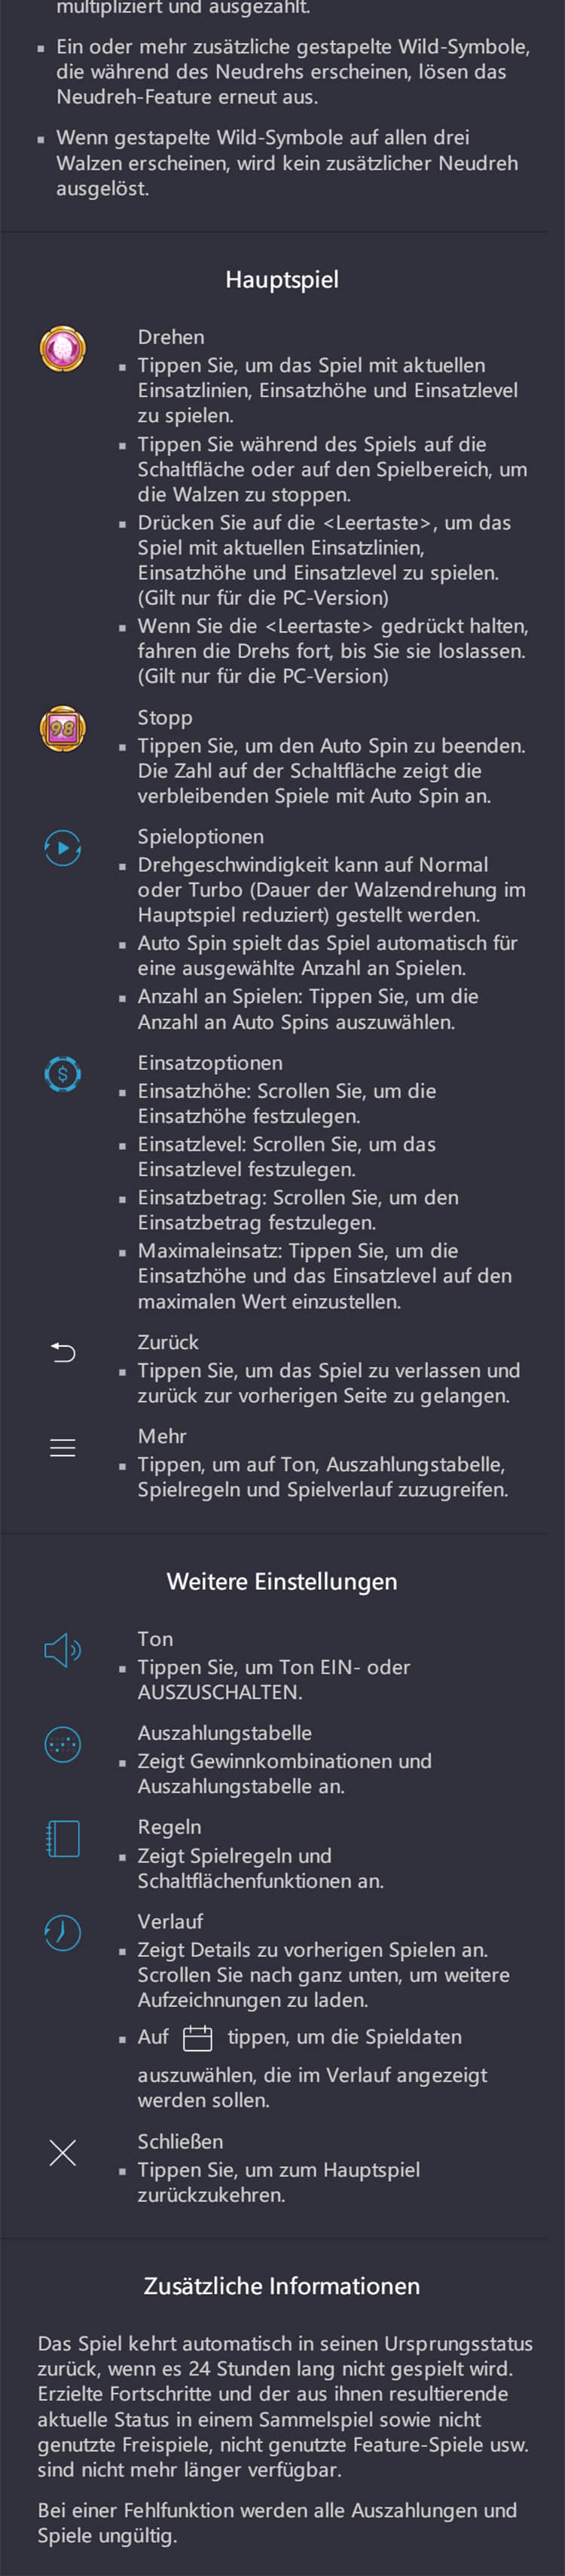 multipliziert und ausgezahlt.
▪ Ein oder mehr zusätzliche gestapelte Wild-Symbole,
die während des Neudrehs erscheinen, lösen das
Neudreh-Feature erneut aus.
▪ Wenn gestapelte Wild-Symbole auf allen drei
Walzen erscheinen, wird kein zusätzlicher Neudreh
ausgelöst.
Hauptspiel
Drehen
▪ Tippen Sie, um das Spiel mit aktuellen
Einsatzlinien, Einsatzhöhe und Einsatzlevel
zu spielen.
▪ Tippen Sie während des Spiels auf die
Schaltfläche oder auf den Spielbereich, um
die Walzen zu stoppen.
▪ Drücken Sie auf die <Leertaste>, um das
Spiel mit aktuellen Einsatzlinien,
Einsatzhöhe und Einsatzlevel zu spielen.
(Gilt nur für die PC-Version)
▪ Wenn Sie die <Leertaste> gedrückt halten,
fahren die Drehs fort, bis Sie sie loslassen.
(Gilt nur für die PC-Version)
98
Stopp
▪ Tippen Sie, um den Auto Spin zu beenden.
Die Zahl auf der Schaltfläche zeigt die
verbleibenden Spiele mit Auto Spin an.
Spieloptionen
▪ Drehgeschwindigkeit kann auf Normal
oder Turbo (Dauer der Walzendrehung im
Hauptspiel reduziert) gestellt werden.
▪ Auto Spin spielt das Spiel automatisch für
eine ausgewählte Anzahl an Spielen.
▪ Anzahl an Spielen: Tippen Sie, um die
Anzahl an Auto Spins auszuwählen.
$
Einsatzoptionen
▪ Einsatzhöhe: Scrollen Sie, um die
Einsatzhöhe festzulegen.
▪ Einsatzlevel: Scrollen Sie, um das
Einsatzlevel festzulegen.
▪ Einsatzbetrag: Scrollen Sie, um den
Einsatzbetrag festzulegen.
▪ Maximaleinsatz: Tippen Sie, um die
Einsatzhöhe und das Einsatzlevel auf den
maximalen Wert einzustellen.
Zurück
▪ Tippen Sie, um das Spiel zu verlassen und
zurück zur vorherigen Seite zu gelangen.
Mehr
▪ Tippen, um auf Ton, Auszahlungstabelle,
Spielregeln und Spielverlauf zuzugreifen.
Weitere Einstellungen
Ton
▪ Tippen Sie, um Ton EIN- oder
AUSZUSCHALTEN.
Auszahlungstabelle
▪ Zeigt Gewinnkombinationen und
Auszahlungstabelle an.
Regeln
▪ Zeigt Spielregeln und
Schaltflächenfunktionen an.
Verlauf
▪ Zeigt Details zu vorherigen Spielen an.
Scrollen Sie nach ganz unten, um weitere
Aufzeichnungen zu laden.
▪ Auf tippen, um die Spieldaten
auszuwählen, die im Verlauf angezeigt
werden sollen.
Schließen
▪ Tippen Sie, um zum Hauptspiel
zurückzukehren.
Zusätzliche Informationen
Das Spiel kehrt automatisch in seinen Ursprungsstatus
zurück, wenn es 24 Stunden lang nicht gespielt wird.
Erzielte Fortschritte und der aus ihnen resultierende
aktuelle Status in einem Sammelspiel sowie nicht
genutzte Freispiele, nicht genutzte Feature-Spiele usw.
sind nicht mehr länger verfügbar.
Bei einer Fehlfunktion werden alle Auszahlungen und
Spiele ungültig.